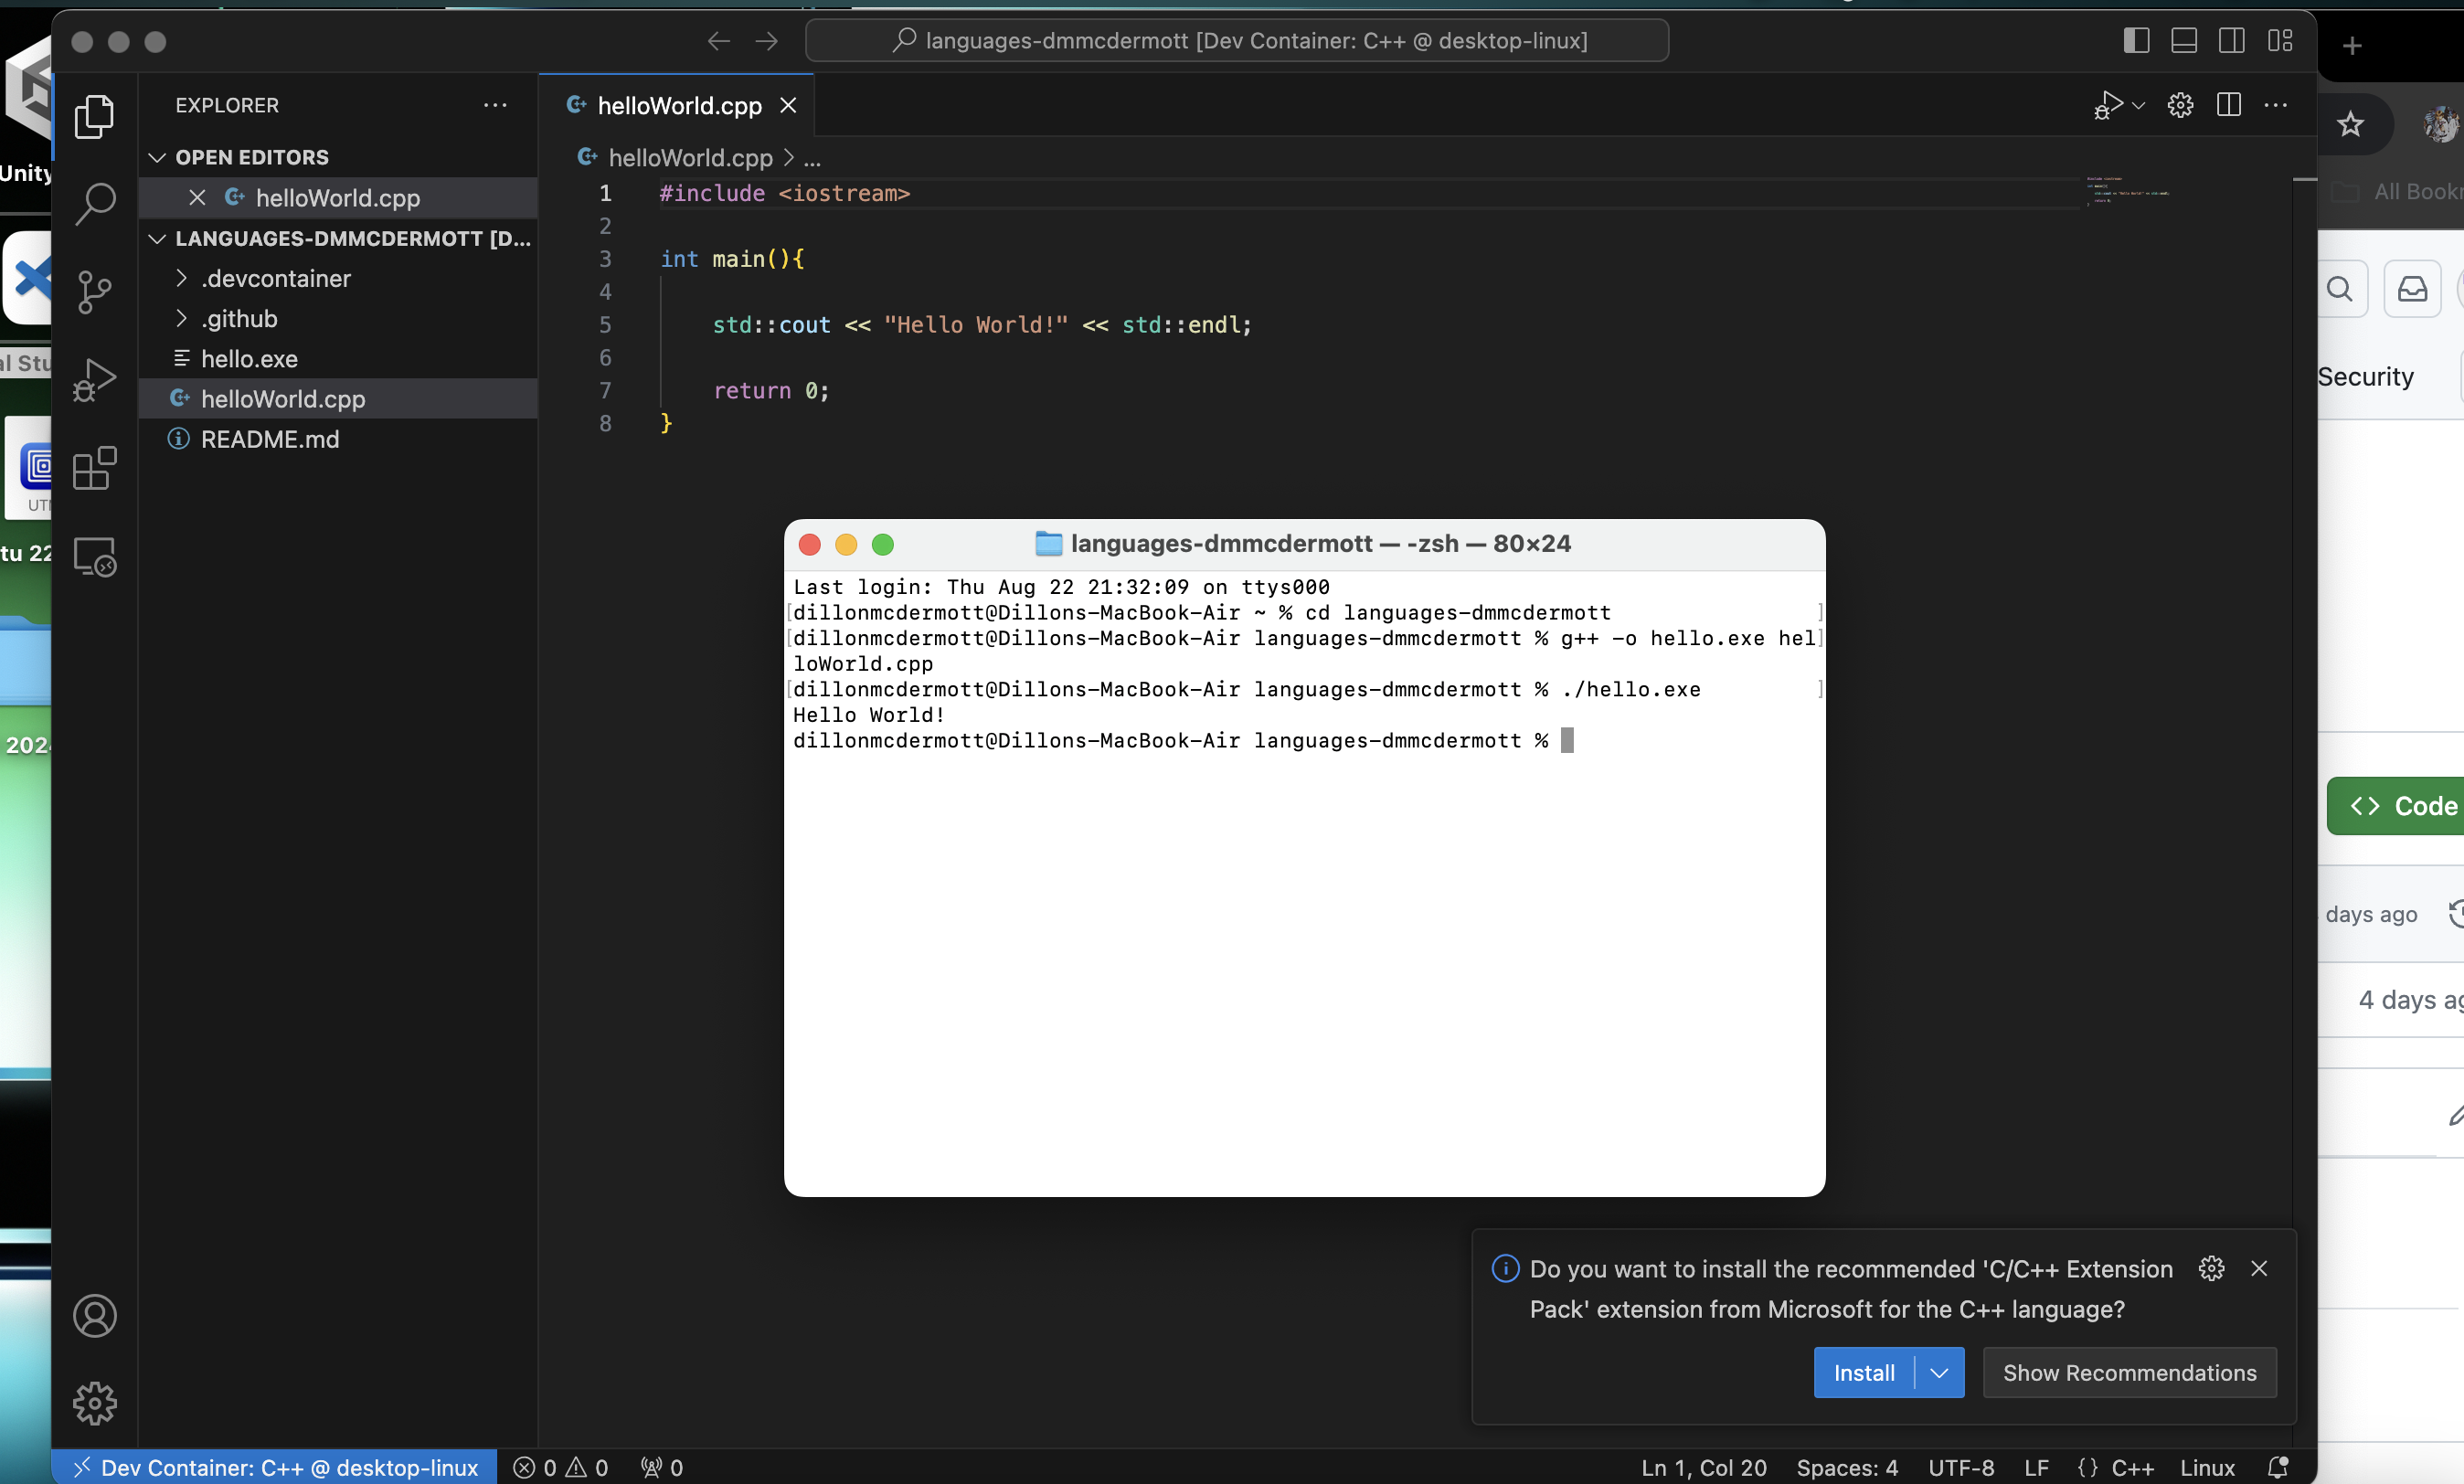 languages-dmmcdermott [Dev Container: C++ @ desktop-linux]
EXPLORER
OPEN EDITORS
helloWorld.cpp
LANGUAGES-DMMCDERMOTT [D...
.devcontainer
.github
hello.exe
helloWorld.cpp
README.md
helloWorld.cpp
helloWorld.cpp > ...
1 #include <iostream>
2
3 int main(){
4
5 std::cout << "Hello World!" << std::endl;
6
7 return 0;
8 }
languages-dmmcdermott — -zsh — 80×24
Last login: Thu Aug 22 21:32:09 on ttys000
[dillonmcdermott@Dillons-MacBook-Air ~ % cd languages-dmmcdermott ]
[dillonmcdermott@Dillons-MacBook-Air languages-dmmcdermott % g++ -o hello.exe hel]
loWorld.cpp
[dillonmcdermott@Dillons-MacBook-Air languages-dmmcdermott % ./hello.exe ]
Hello World!
dillonmcdermott@Dillons-MacBook-Air languages-dmmcdermott %
Do you want to install the recommended 'C/C++ Extension
Pack' extension from Microsoft for the C++ language?
Install
Show Recommendations
Dev Container: C++ @ desktop-linux
0
0
0
Ln 1, Col 20
Spaces: 4
UTF-8
LF
{} C++
Linux
Unity
al Stu
UTM
tu 22
202
All Book
Security
<> Code
days ago
4 days ag